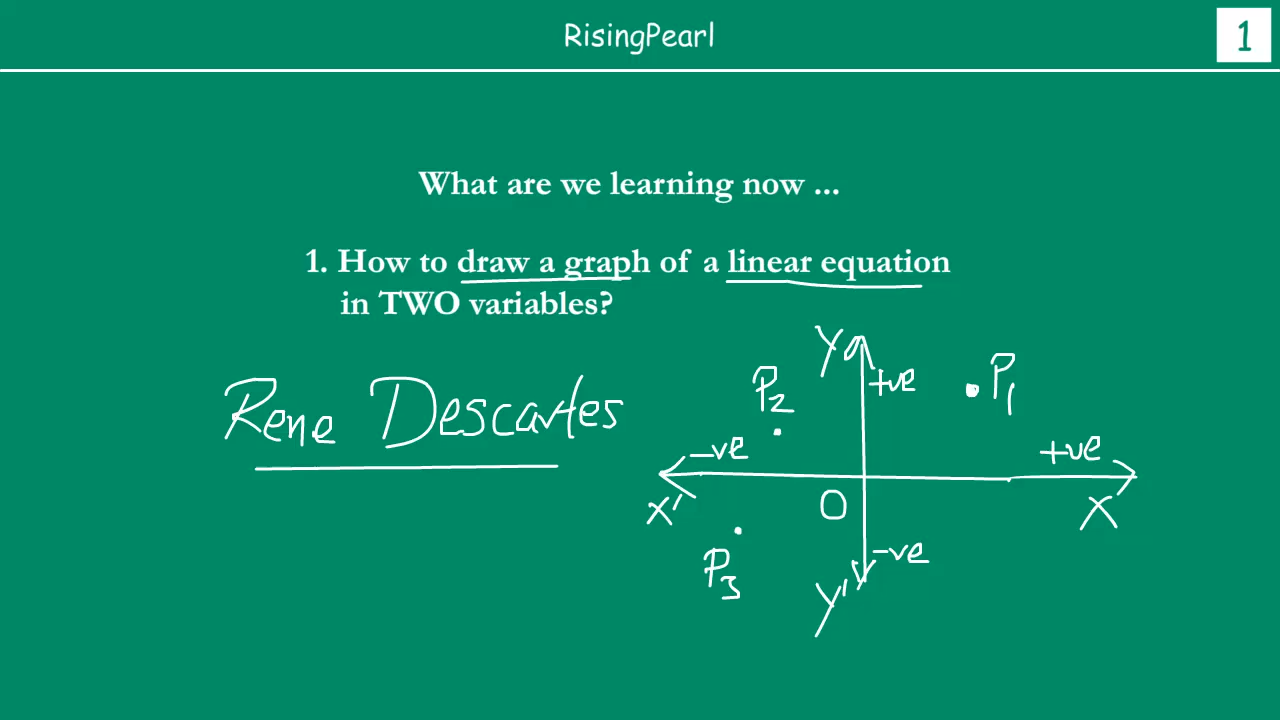 RisingPearl
1
What are we learning now ...
1. How to draw a graph of a linear equation
in TWO variables?
Rene Descartes
Y
+ve
P1
P2
-ve
+ve
X'
O
X
P3
-ve
Y'